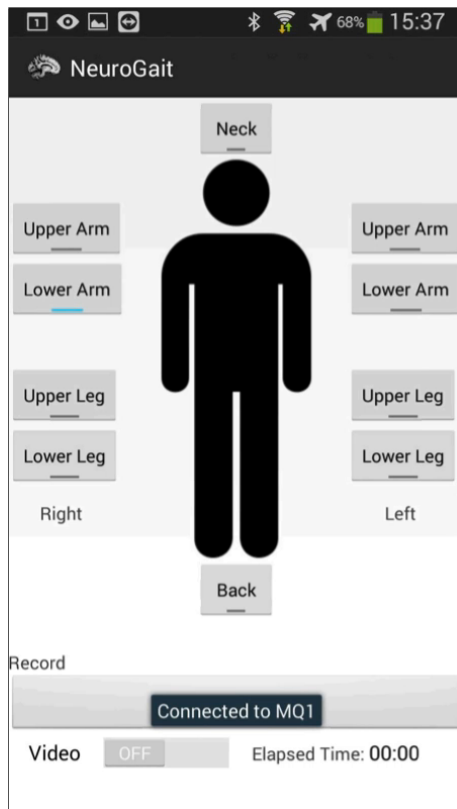 1 68% 15:37
NeuroGait
Neck
Upper Arm Upper Arm
Lower Arm Lower Arm
Upper Leg Upper Leg
Lower Leg Lower Leg
Right Left
Back
Record
Connected to MQ1
Video OFF Elapsed Time: 00:00